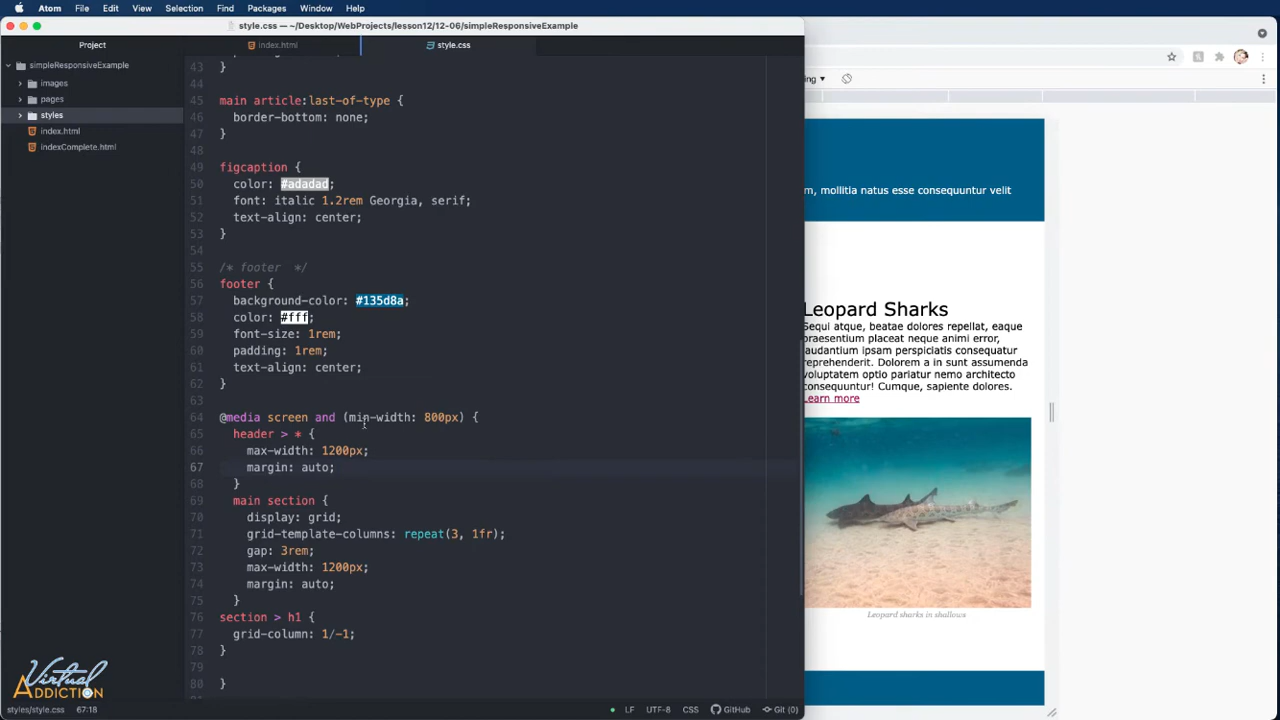 Atom File Edit View Selection Find Packages Window Help
style.css — ~/Desktop/WebProjects/lesson12/12-06/simpleResponsiveExample
Project
index.html
style.css
simpleResponsiveExample
images
pages
styles
index.html
indexComplete.html
43 }
44
45 main article:last-of-type {
46 border-bottom: none;
47 }
48
49 figcaption {
50 color: #adadad;
51 font: italic 1.2rem Georgia, serif;
52 text-align: center;
53 }
54
55 /* footer */
56 footer {
57 background-color: #135d8a;
58 color: #fff;
59 font-size: 1rem;
60 padding: 1rem;
61 text-align: center;
62 }
63
64 @media screen and (min-width: 800px) {
65 header > * {
66 max-width: 1200px;
67 margin: auto;
68 }
69 main section {
70 display: grid;
71 grid-template-columns: repeat(3, 1fr);
72 gap: 3rem;
73 max-width: 1200px;
74 margin: auto;
75 }
76 section > h1 {
77 grid-column: 1/-1;
78 }
79
80 }
Virtual
ADDICTION
styles/style.css 67:18
LF UTF-8 CSS GitHub Git (0)
ng
m, mollitia natus esse consequuntur velit
Leopard Sharks
Sequi atque, beatae dolores repellat, eaque
praesentium placeat neque animi error,
laudantium ipsam perspiciatis consequatur
reprehenderit. Dolorem a in sunt assumenda
voluptatem optio pariatur nemo architecto
consequuntur! Cumque, sapiente dolores.
Learn more
Leopard sharks in shallows